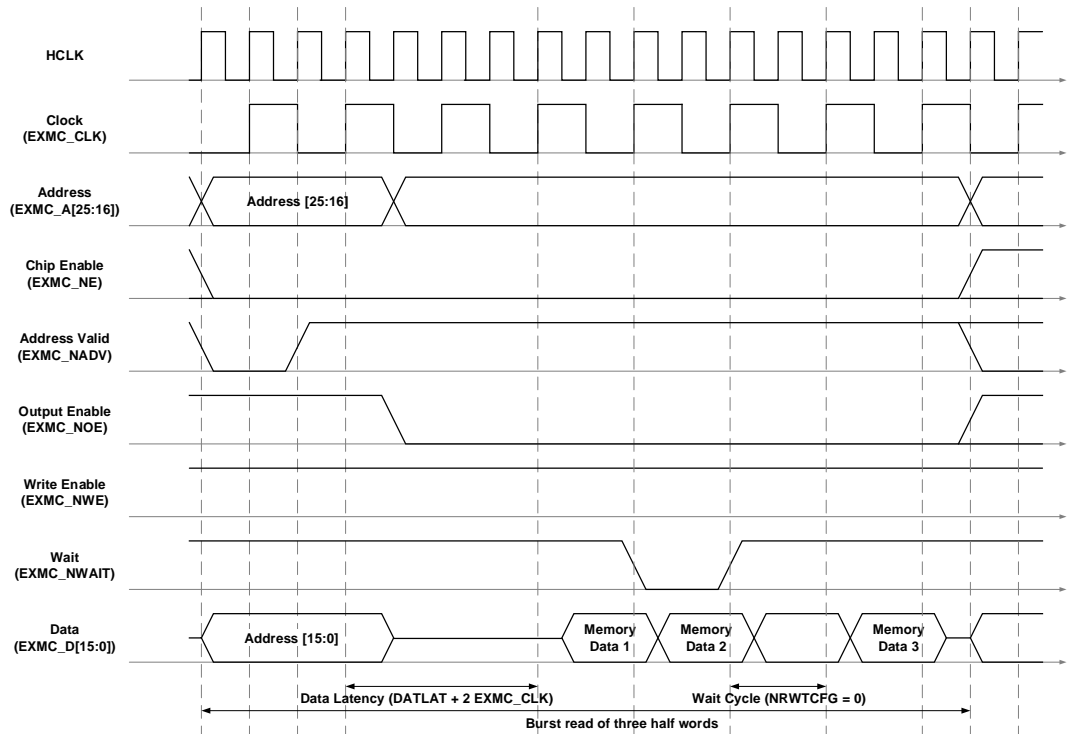 HCLK
Clock
(EXMC_CLK)
Address
(EXMC_A[25:16])
Address [25:16]
Chip Enable
(EXMC_NE)
Address Valid
(EXMC_NADV)
Output Enable
(EXMC_NOE)
Write Enable
(EXMC_NWE)
Wait
(EXMC_NWAIT)
Data
(EXMC_D[15:0])
Address [15:0]
Memory
Data 1
Memory
Data 2
Memory
Data 3
Data Latency (DATLAT + 2 EXMC_CLK)
Wait Cycle (NRWTCFG = 0)
Burst read of three half words